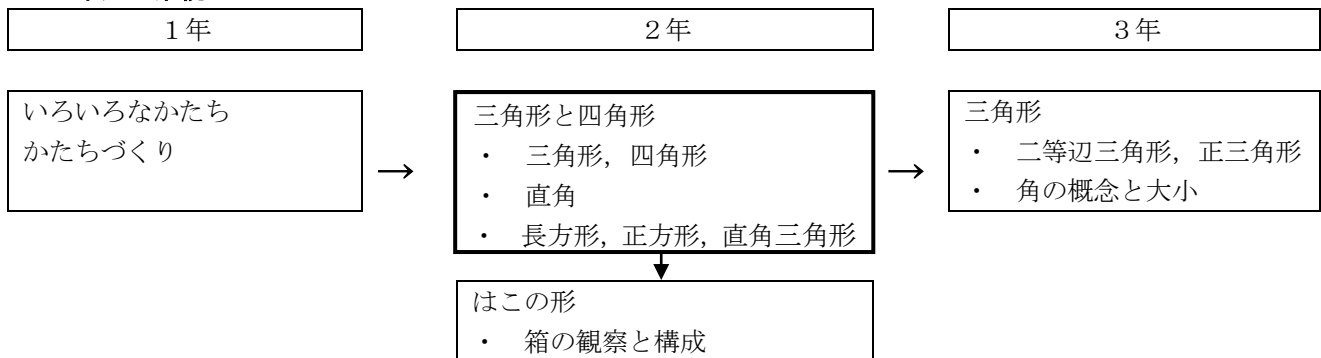 １年
２年
３年
いろいろなかたち
かたちづくり
→
三角形と四角形
・ 三角形，四角形
・ 直角
・ 長方形，正方形，直角三角形
→
三角形
・ 二等辺三角形，正三角形
・ 角の概念と大小
はこの形
・ 箱の観察と構成